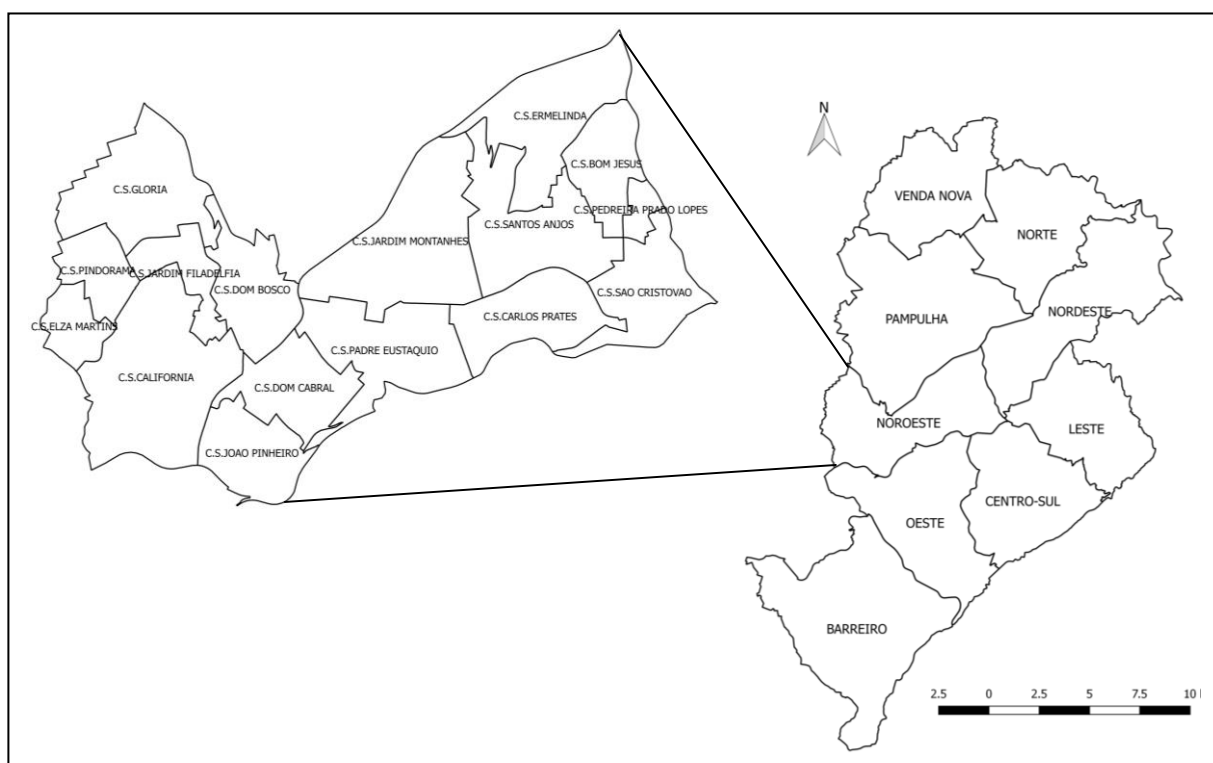 C.S.ERMELINDA
C.S.BOM JESUS
C.S.GLORIA
C.S.PEDREIRA PRADO LOPES
C.S.SANTOS ANJOS
C.S.JARDIM MONTANHES
C.S.PINDORAMA
C.S.JARDIM FILADELFIA
C.S.DOM BOSCO
C.S.SAO CRISTOVAO
C.S.CARLOS PRATES
C.S.ELZA MARTINS
C.S.PADRE EUSTAQUIO
C.S.CALIFORNIA
C.S.DOM CABRAL
C.S.JOAO PINHEIRO
N
VENDA NOVA
NORTE
NORDESTE
PAMPULHA
NOROESTE
LESTE
CENTRO-SUL
OESTE
BARREIRO
2.5 0 2.5 5 7.5 10